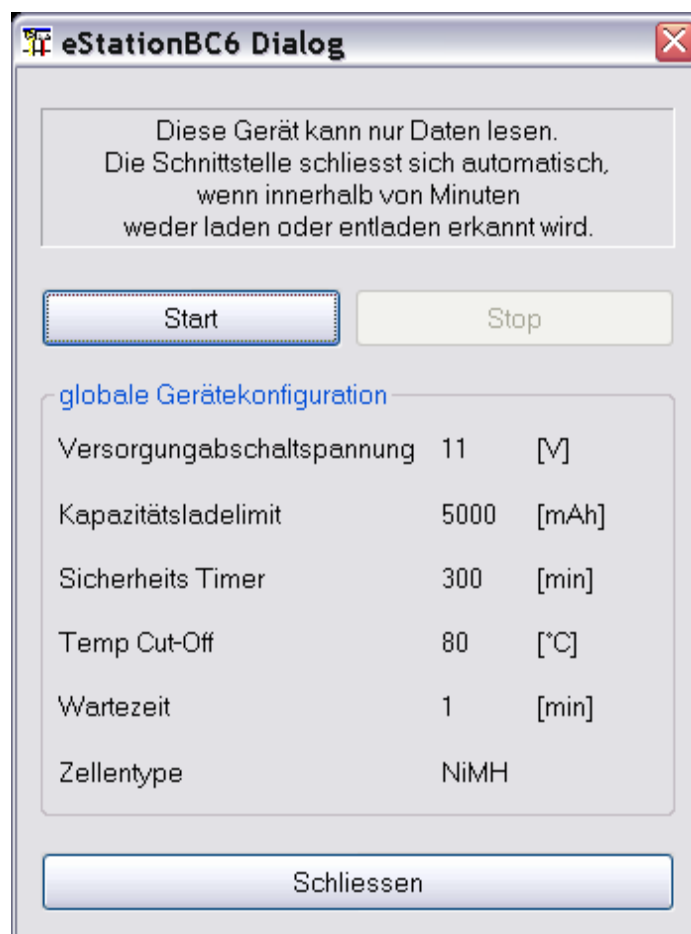 eStationBC6 Dialog
Diese Gerät kann nur Daten lesen.
Die Schnittstelle schliesst sich automatisch,
wenn innerhalb von Minuten
weder laden oder entladen erkannt wird.
Start Stop
globale Gerätekonfiguration
Versorgungabschaltspannung 11 [V]
Kapazitätsladelimit 5000 [mAh]
Sicherheits Timer 300 [min]
Temp Cut-Off 80 [°C]
Wartezeit 1 [min]
Zellentype NiMH
Schliessen